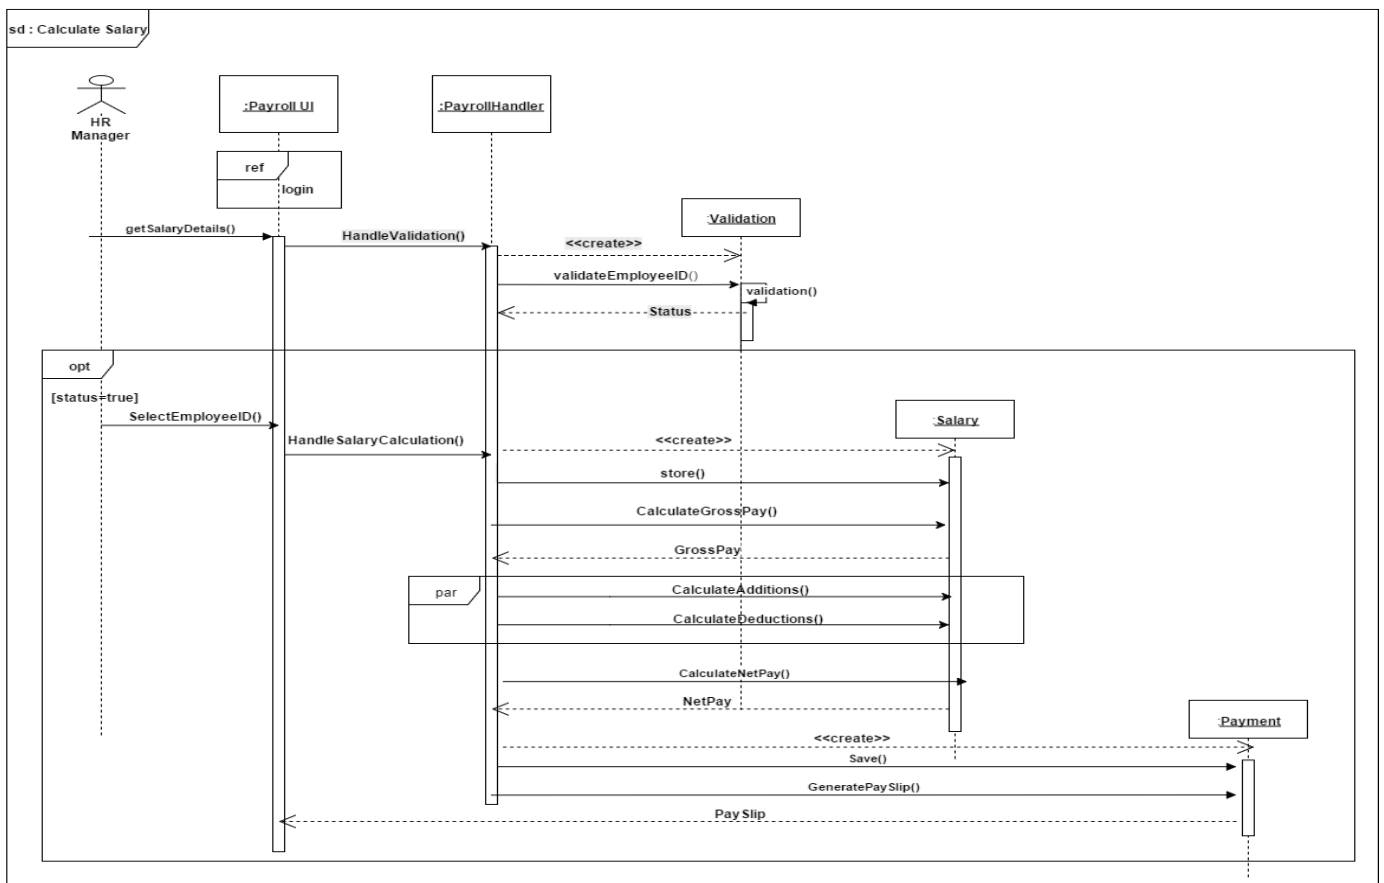 sd : Calculate Salary
HR
Manager
:Payroll UI
:PayrollHandler
ref
login
:Validation
getSalaryDetails()
HandleValidation()
<<create>>
validateEmployeeID()
validation()
Status
opt
[status=true]
SelectEmployeeID()
:Salary
HandleSalaryCalculation()
<<create>>
store()
CalculateGrossPay()
GrossPay
par
CalculateAdditions()
CalculateDeductions()
CalculateNetPay()
NetPay
:Payment
<<create>>
Save()
GeneratePaySlip()
PaySlip